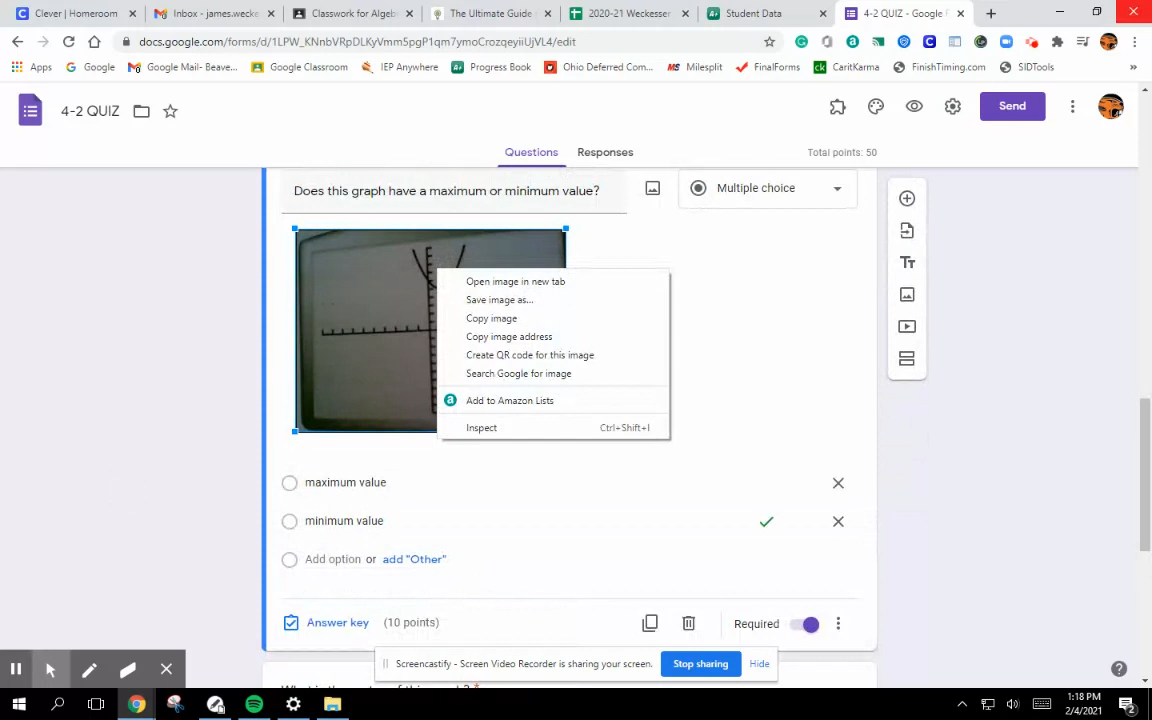 Clever | Homeroom
Inbox - james.wecke
Classwork for Algeb
The Ultimate Guide
2020-21 Weckesser
Student Data
4-2 QUIZ - Google F
docs.google.com/forms/d/1LPW_KNnbVRpDLKyVmm5pgP1qm7ymoCrozqeyiiUjVL4/edit
Apps
Google
Google Mail- Beave...
Google Classroom
IEP Anywhere
Progress Book
Ohio Deferred Com...
MS Milesplit
FinalForms
ck CaritKarma
FinishTiming.com
SIDTools
4-2 QUIZ
Send
Questions
Responses
Total points: 50
Does this graph have a maximum or minimum value?
Multiple choice
Open image in new tab
Save image as...
Copy image
Copy image address
Create QR code for this image
Search Google for image
Add to Amazon Lists
Inspect Ctrl+Shift+I
maximum value
minimum value
Add option or add "Other"
Answer key (10 points)
Required
Screencastify - Screen Video Recorder is sharing your screen.
Stop sharing
Hide
1:18 PM
2/4/2021
2